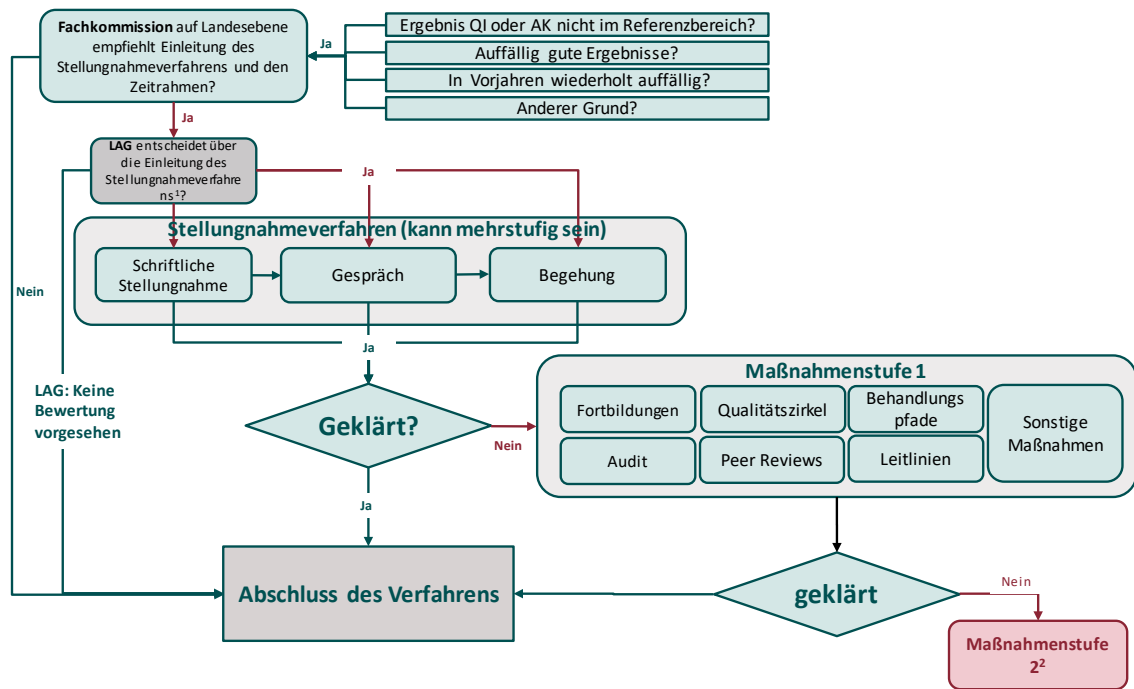 Fachkommission auf Landesebene
empfiehlt Einleitung des
Stellungnahmeverfahrens und den
Zeitrahmen?
Ja
Ergebnis QI oder AK nicht im Referenzbereich?
Auffällig gute Ergebnisse?
In Vorjahren wiederholt auffällig?
Anderer Grund?
Ja
LAG entscheidet über
die Einleitung des
Stellungnahmeverfahre
ns¹?
Ja
Stellungnahmeverfahren (kann mehrstufig sein)
Schriftliche
Stellungnahme
Gespräch
Begehung
Nein
Ja
LAG: Keine
Bewertung
vorgesehen
Geklärt?
Nein
Maßnahmenstufe 1
Fortbildungen
Qualitätszirkel
Behandlungs
pfade
Sonstige
Maßnahmen
Audit
Peer Reviews
Leitlinien
Ja
Abschluss des Verfahrens
geklärt
Nein
Maßnahmenstufe
2²